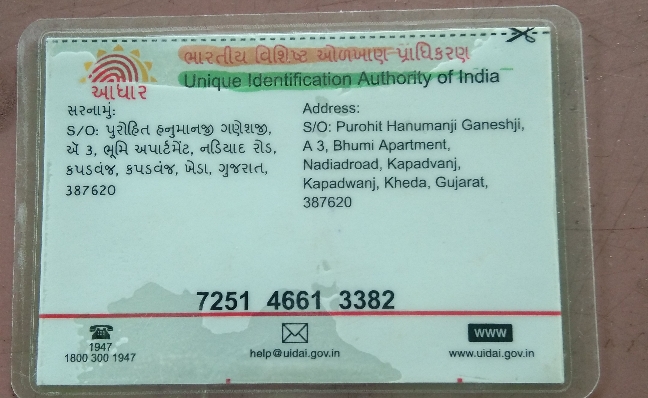 ભારતીય વિશિષ્ટ ઓળખાણ-પ્રાધિકરણ
Unique Identification Authority of India
આધાર
સરનામું:
S/O: પુરોહિત હનુમાનજી ગણેશજી,
એ 3, ભૂમિ અપાર્ટમેંટ, નડિયાદ રોડ,
કપડવંજ, કપડવંજ, ખેડા, ગુજરાત,
387620
Address:
S/O: Purohit Hanumanji Ganeshji,
A 3, Bhumi Apartment,
Nadiadroad, Kapadvanj,
Kapadwanj, Kheda, Gujarat,
387620
7251 4661 3382
1947
1800 300 1947
help@uidai.gov.in
www
www.uidai.gov.in